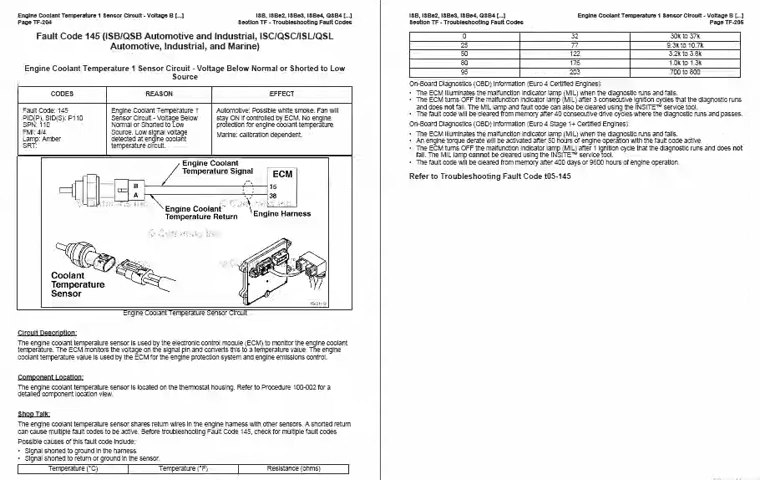 Engine Coolant Temperature 1 Sensor Circuit - Voltage B [...]
Page TF-204
ISB, ISBe2, ISBe3, ISBe4, QSB4 [...]
Section TF - Troubleshooting Fault Codes
Fault Code 145 (ISB/QSB Automotive and Industrial, ISC/QSC/ISL/QSL
Automotive, Industrial, and Marine)
Engine Coolant Temperature 1 Sensor Circuit - Voltage Below Normal or Shorted to Low
Source
CODES REASON EFFECT
Fault Code: 145
PID(P), SID(S): P110
SPN: 110
FMI: 4/4
Lamp: Amber
SRT:
Engine Coolant Temperature 1
Sensor Circuit - Voltage Below
Normal or Shorted to Low
Source. Low signal voltage
detected at engine coolant
temperature circuit.
Automotive: Possible white smoke. Fan will
stay ON if controlled by ECM. No engine
protection for engine coolant temperature
Marine: calibration dependent.
Engine Coolant
Temperature Signal
ECM
B
A
15
38
Engine Coolant
Temperature Return
Engine Harness
Coolant
Temperature
Sensor
Engine Coolant Temperature Sensor Circuit
Circuit Description:
The engine coolant temperature sensor is used by the electronic control module (ECM) to monitor the engine coolant
temperature. The ECM monitors the voltage on the signal pin and converts this to a temperature value. The engine
coolant temperature value is used by the ECM for the engine protection system and engine emissions control.
Component Location:
The engine coolant temperature sensor is located on the thermostat housing. Refer to Procedure 100-002 for a
detailed component location view.
Shop Talk:
The engine coolant temperature sensor shares return wires in the engine harness with other sensors. A shorted return
can cause multiple fault codes to be active. Before troubleshooting Fault Code 145, check for multiple fault codes
Possible causes of this fault code include:
• Signal shorted to ground in the harness
• Signal shorted to return or ground in the sensor.
Temperature (°C) Temperature (°F) Resistance (ohms)
ISB, ISBe2, ISBe3, ISBe4, QSB4 [...]
Section TF - Troubleshooting Fault Codes
Engine Coolant Temperature 1 Sensor Circuit - Voltage B [...]
Page TF-205
0 32 30k to 37k
25 77 9.3k to 10.7k
50 122 3.2k to 3.8k
80 176 1.0k to 1.3k
95 203 700 to 800
On-Board Diagnostics (OBD) Information (Euro 4 Certified Engines)
• The ECM illuminates the malfunction indicator lamp (MIL) when the diagnostic runs and fails.
• The ECM turns OFF the malfunction indicator lamp (MIL) after 3 consecutive ignition cycles that the diagnostic runs
and does not fail. The MIL lamp and fault code can also be cleared using the INSITE™ service tool.
• The fault code will be cleared from memory after 40 consecutive drive cycles where the diagnostic runs and passes.
On-Board Diagnostics (OBD) Information (Euro 4 Stage 1+ Certified Engines)
• The ECM illuminates the malfunction indicator lamp (MIL) when the diagnostic runs and fails.
• An engine torque derate will be activated after 50 hours of engine operation with the fault code active
• The ECM turns OFF the malfunction indicator lamp (MIL) after 1 ignition cycle that the diagnostic runs and does not
fail. The MIL lamp cannot be cleared using the INSITE™ service tool.
• The fault code will be cleared from memory after 400 days or 9600 hours of engine operation.
Refer to Troubleshooting Fault Code t05-145